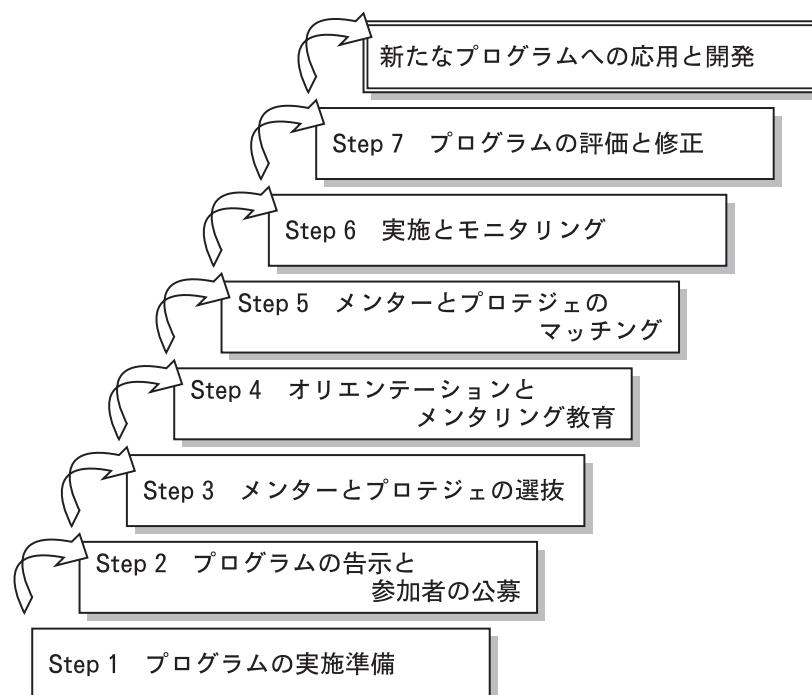 新たなプログラムへの応用と開発
Step 7　プログラムの評価と修正
Step 6　実施とモニタリング
Step 5　メンターとプロテジェの
マッチング
Step 4　オリエンテーションと
メンタリング教育
Step 3　メンターとプロテジェの選抜
Step 2　プログラムの告示と
参加者の公募
Step 1　プログラムの実施準備